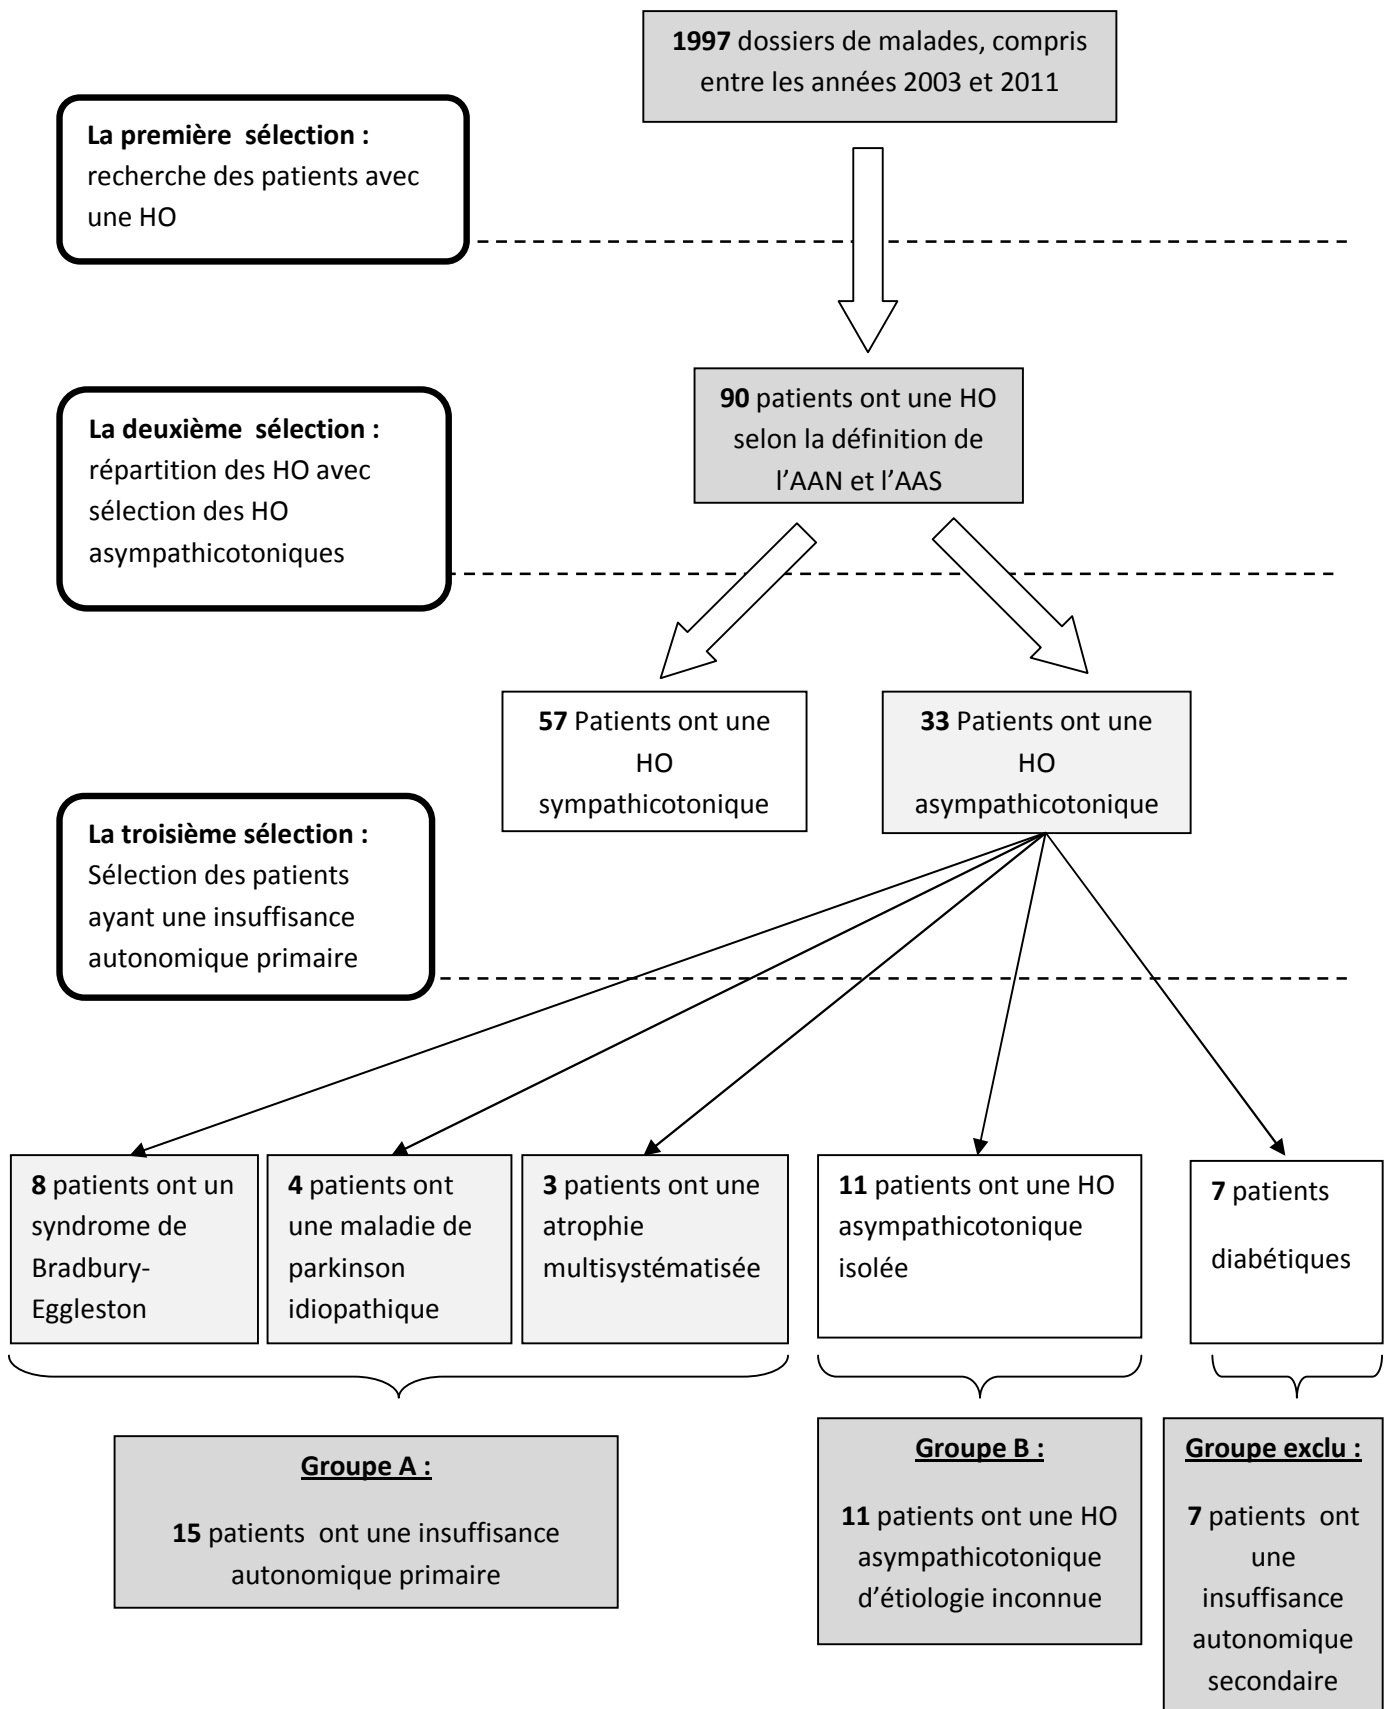 1997 dossiers de malades, compris
entre les années 2003 et 2011
La première sélection :
recherche des patients avec
une HO
90 patients ont une HO
selon la définition de
l’AAN et l’AAS
La deuxième sélection :
répartition des HO avec
sélection des HO
asympathicotoniques
57 Patients ont une
HO
sympathicotonique
33 Patients ont une
HO
asympathicotonique
La troisième sélection :
Sélection des patients
ayant une insuffisance
autonomique primaire
8 patients ont un
syndrome de
Bradbury-
Eggleston
4 patients ont
une maladie de
parkinson
idiopathique
3 patients ont une
atrophie
multisystématisée
11 patients ont une HO
asympathicotonique
isolée
7 patients
diabétiques
Groupe A :
15 patients ont une insuffisance
autonomique primaire
Groupe B :
11 patients ont une HO
asympathicotonique
d’étiologie inconnue
Groupe exclu :
7 patients ont
une
insuffisance
autonomique
secondaire